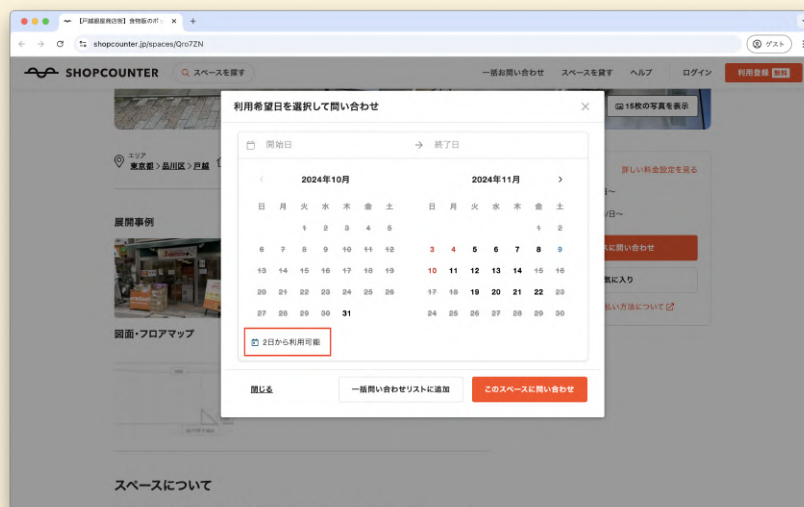 【戸越銀座商店街】食物販のポッ
shopcounter.jp/spaces/Qro7ZN
ゲスト
SHOPCOUNTER
スペースを探す
一括お問い合わせ
スペースを貸す
ヘルプ
ログイン
利用登録 無料
利用希望日を選択して問い合わせ
15枚の写真を表示
開始日 → 終了日
エリア
東京都 > 品川区 > 戸越
2024年10月
2024年11月
日 月 火 水 木 金 土
日 月 火 水 木 金 土
1 2 3 4 5
1 2
6 7 8 9 10 11 12
3 4 5 6 7 8 9
13 14 15 16 17 18 19
10 11 12 13 14 15 16
20 21 22 23 24 25 26
17 18 19 20 21 22 23
27 28 29 30 31
24 25 26 27 28 29 30
2日から利用可能
閉じる
一括問い合わせリストに追加
このスペースに問い合わせ
詳しい料金設定を見る
日〜
/日〜
スに問い合わせ
気に入り
払い方法について
展開事例
図面・フロアマップ
スペースについて